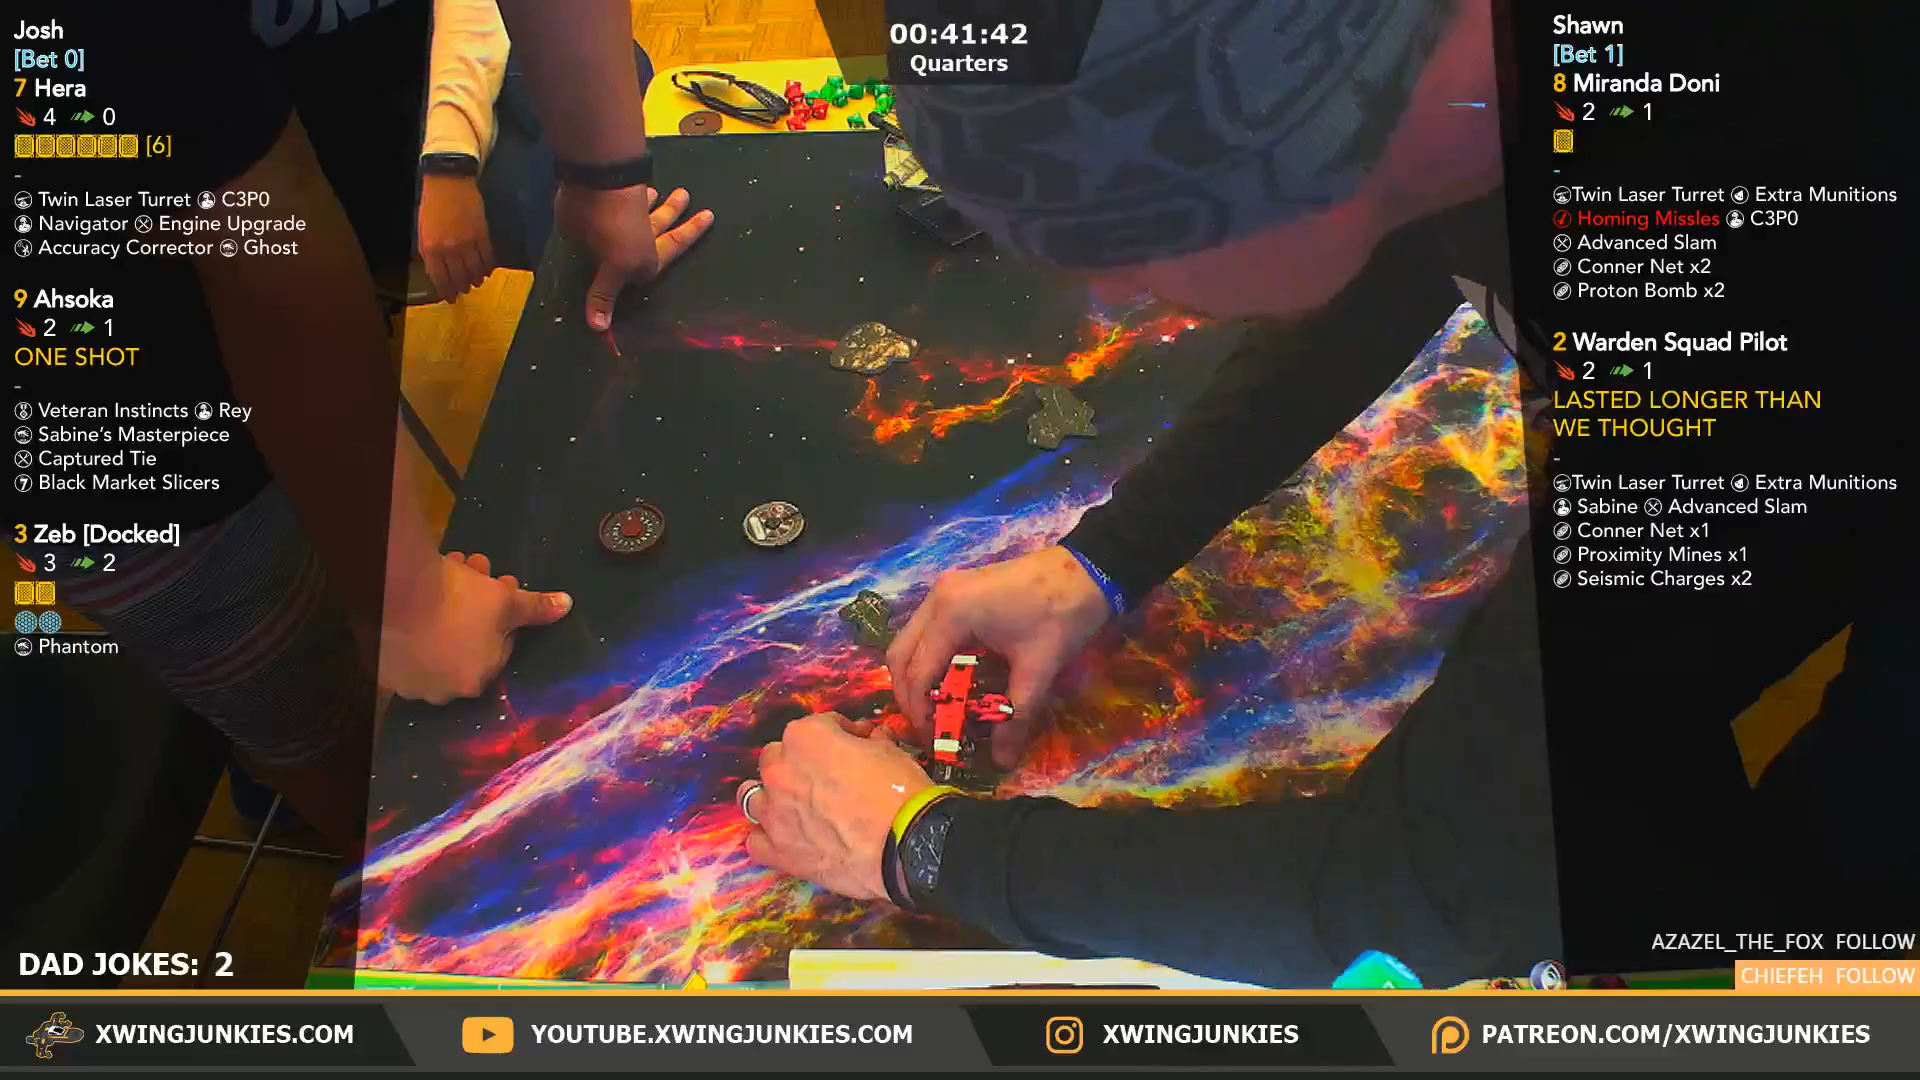 Josh
[Bet 0]
7 Hera
4 0
[6]
-
Twin Laser Turret C3P0
Navigator Engine Upgrade
Accuracy Corrector Ghost
9 Ahsoka
2 1
ONE SHOT
-
Veteran Instincts Rey
Sabine's Masterpiece
Captured Tie
Black Market Slicers
3 Zeb [Docked]
3 2
Phantom
DAD JOKES: 2
00:41:42
Quarters
Shawn
[Bet 1]
8 Miranda Doni
2 1
-
Twin Laser Turret Extra Munitions
Homing Missles C3P0
Advanced Slam
Conner Net x2
Proton Bomb x2
2 Warden Squad Pilot
2 1
LASTED LONGER THAN
WE THOUGHT
-
Twin Laser Turret Extra Munitions
Sabine Advanced Slam
Conner Net x1
Proximity Mines x1
Seismic Charges x2
AZAZEL_THE_FOX FOLLOW
CHIEFEH FOLLOW
XWINGJUNKIES.COM
YOUTUBE.XWINGJUNKIES.COM
XWINGJUNKIES
PATREON.COM/XWINGJUNKIES